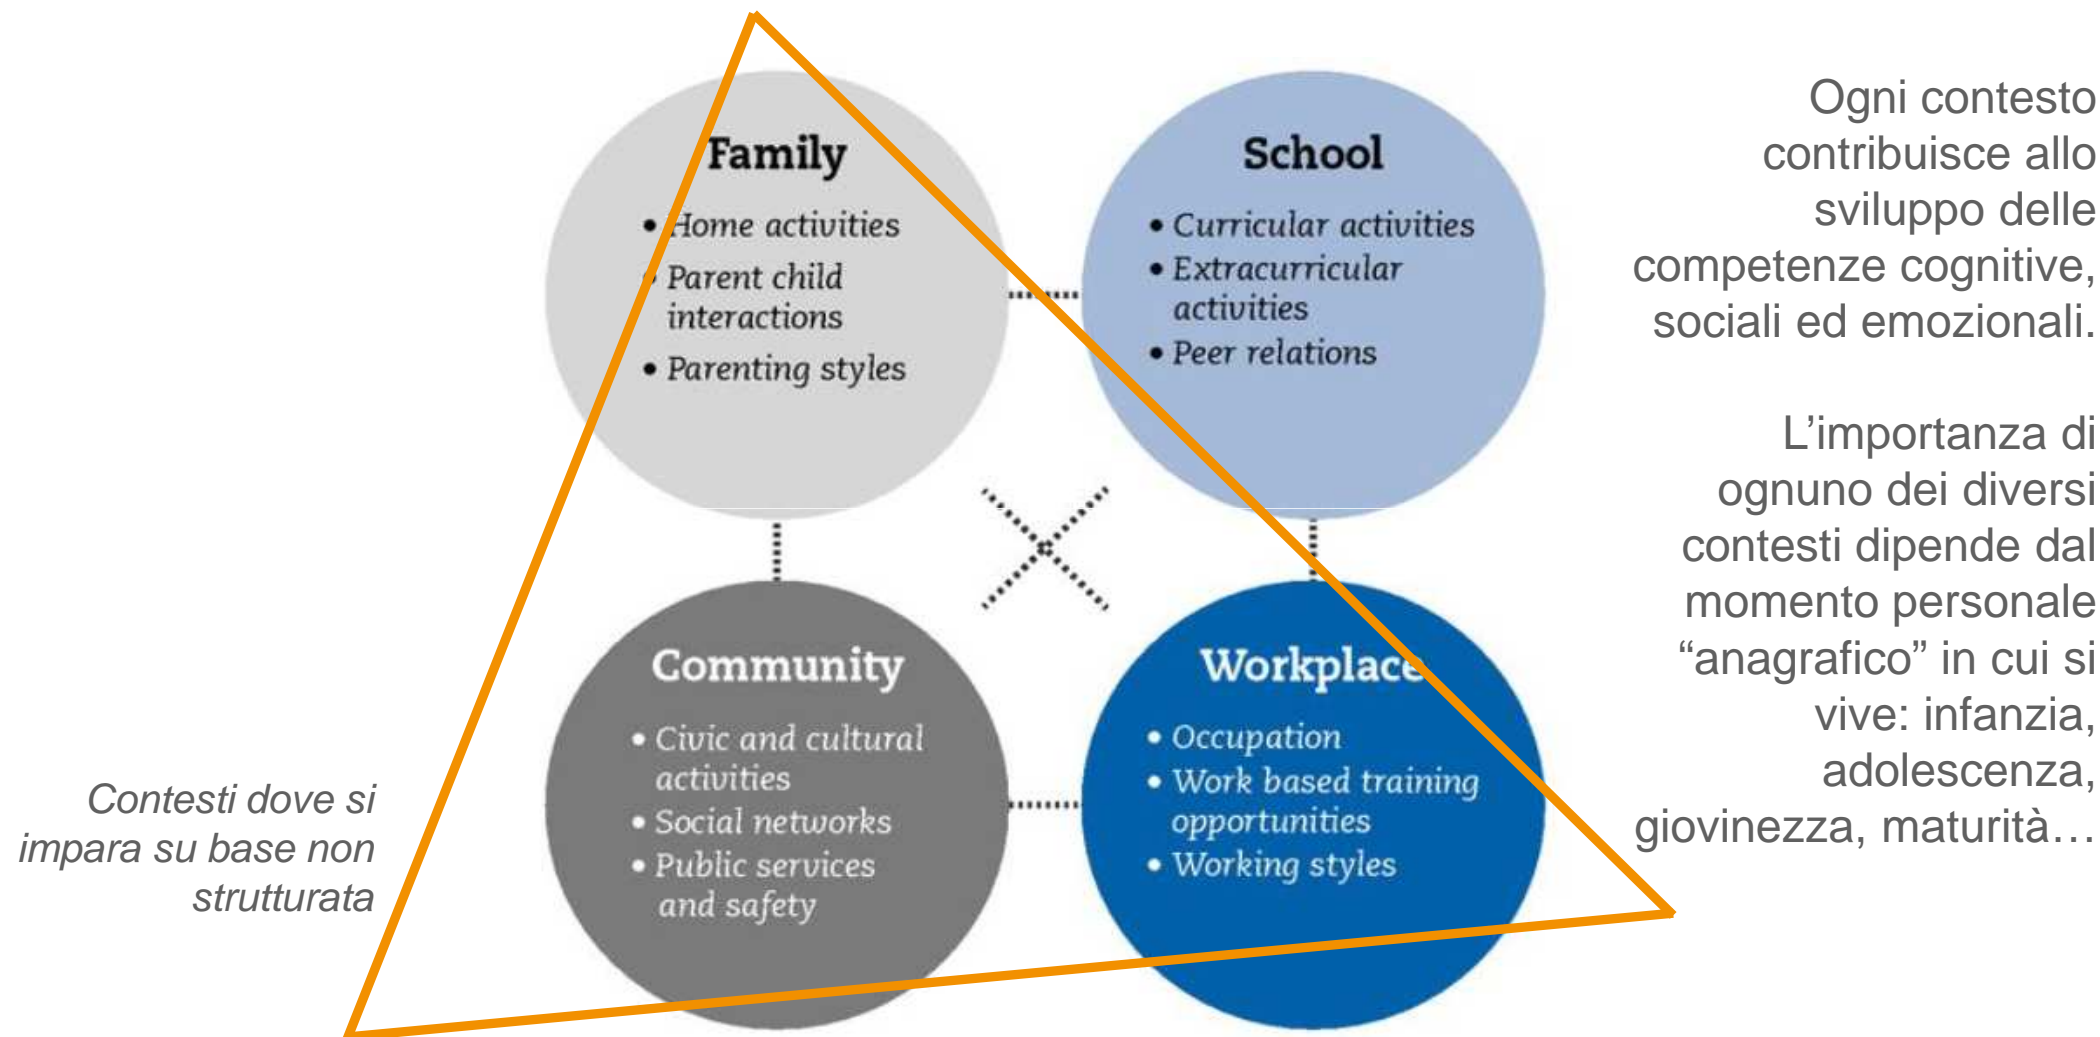 Family
• Home activities
• Parent child
interactions
• Parenting styles
School
• Curricular activities
• Extracurricular
activities
• Peer relations
Community
• Civic and cultural
activities
• Social networks
• Public services
and safety
Workplace
• Occupation
• Work based training
opportunities
• Working styles
Contesti dove si
impara su base non
strutturata
Ogni contesto
contribuisce allo
sviluppo delle
competenze cognitive,
sociali ed emozionali.
L’importanza di
ognuno dei diversi
contesti dipende dal
momento personale
“anagrafico” in cui si
vive: infanzia,
adolescenza,
giovinezza, maturità…